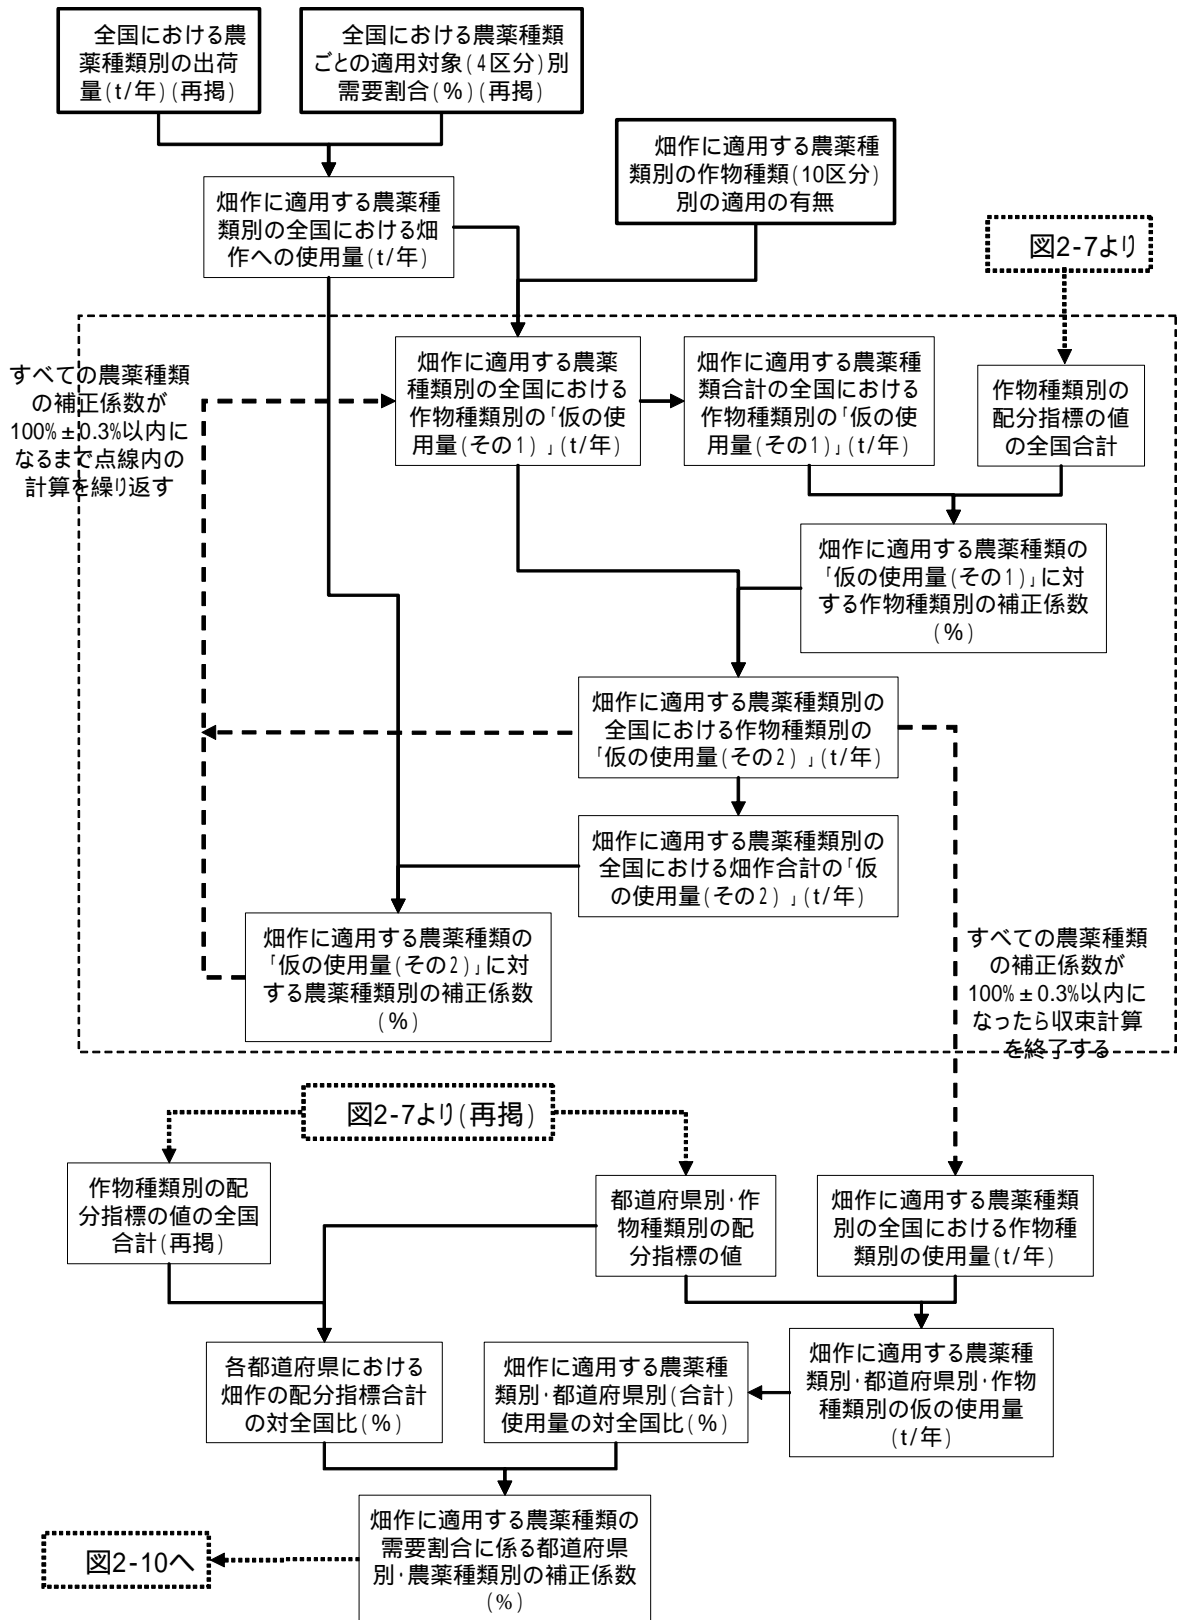 全国における農
薬種類別の出荷
量(t/年)(再掲)
全国における農薬種類
ごとの適用対象(4区分)別
需要割合(%)(再掲)
畑作に適用する農薬種
類別の作物種類(10区分)
別の適用の有無
畑作に適用する農薬種
類別の全国における畑
作への使用量(t/年)
図2-7より
すべての農薬種類
の補正係数が
100%±0.3%以内に
なるまで点線内の
計算を繰り返す
畑作に適用する農薬
種類別の全国における
作物種類別の「仮の使
用量(その1)」(t/年)
畑作に適用する農薬種
類合計の全国における
作物種類別の「仮の使
用量(その1)」(t/年)
作物種類別の
配分指標の値
の全国合計
畑作に適用する農薬種類の
「仮の使用量(その1)」に対
する作物種類別の補正係数
(%)
畑作に適用する農薬種類別の
全国における作物種類別の
「仮の使用量(その2)」(t/年)
畑作に適用する農薬種類別の
全国における畑作合計の「仮
の使用量(その2)」(t/年)
畑作に適用する農薬種類の
「仮の使用量(その2)」に対
する農薬種類別の補正係数
(%)
すべての農薬種類
の補正係数が
100%±0.3%以内に
なったら収束計算
を終了する
図2-7より(再掲)
作物種類別の配
分指標の値の全国
合計(再掲)
都道府県別・作
物種類別の配
分指標の値
畑作に適用する農薬種類
別の全国における作物種
類別の使用量(t/年)
各都道府県における
畑作の配分指標合計
の対全国比(%)
畑作に適用する農薬種
類別・都道府県別(合計)
使用量の対全国比(%)
畑作に適用する農薬種
類別・都道府県別・作物
種類別の仮の使用量
(t/年)
畑作に適用する農薬種類の
需要割合に係る都道府県
別・農薬種類別の補正係数
(%)
図2-10へ